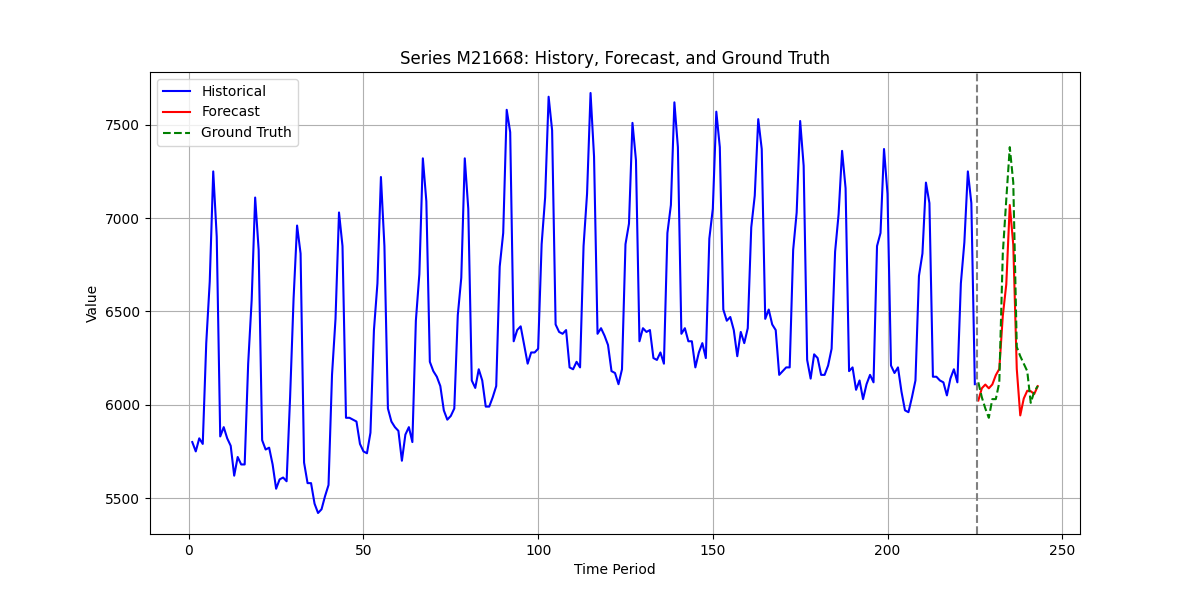 Series M21668: History, Forecast, and Ground Truth
Historical
Forecast
Ground Truth
7500
7000
6500
6000
5500
Value
0 50 100 150 200 250
Time Period